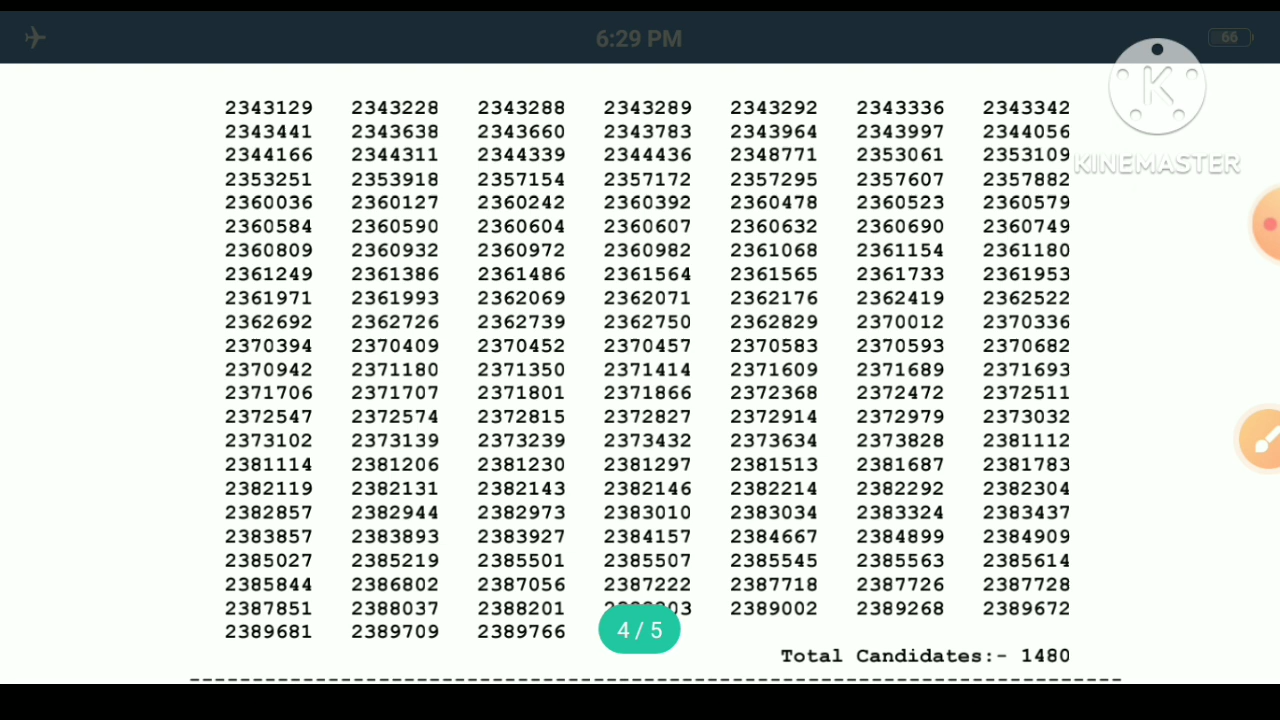 6:29 PM
66
K
KINEMASTER
2343129 2343228 2343288 2343289 2343292 2343336 2343342
2343441 2343638 2343660 2343783 2343964 2343997 2344056
2344166 2344311 2344339 2344436 2348771 2353061 2353109
2353251 2353918 2357154 2357172 2357295 2357607 2357882
2360036 2360127 2360242 2360392 2360478 2360523 2360579
2360584 2360590 2360604 2360607 2360632 2360690 2360749
2360809 2360932 2360972 2360982 2361068 2361154 2361180
2361249 2361386 2361486 2361564 2361565 2361733 2361953
2361971 2361993 2362069 2362071 2362176 2362419 2362522
2362692 2362726 2362739 2362750 2362829 2370012 2370336
2370394 2370409 2370452 2370457 2370583 2370593 2370682
2370942 2371180 2371350 2371414 2371609 2371689 2371693
2371706 2371707 2371801 2371866 2372368 2372472 2372511
2372547 2372574 2372815 2372827 2372914 2372979 2373032
2373102 2373139 2373239 2373432 2373634 2373828 2381112
2381114 2381206 2381230 2381297 2381513 2381687 2381783
2382119 2382131 2382143 2382146 2382214 2382292 2382304
2382857 2382944 2382973 2383010 2383034 2383324 2383437
2383857 2383893 2383927 2384157 2384667 2384899 2384909
2385027 2385219 2385501 2385507 2385545 2385563 2385614
2385844 2386802 2387056 2387222 2387718 2387726 2387728
2387851 2388037 2388201 2389002 2389268 2389672
2389681 2389709 2389766
4 / 5
Total Candidates:- 1480